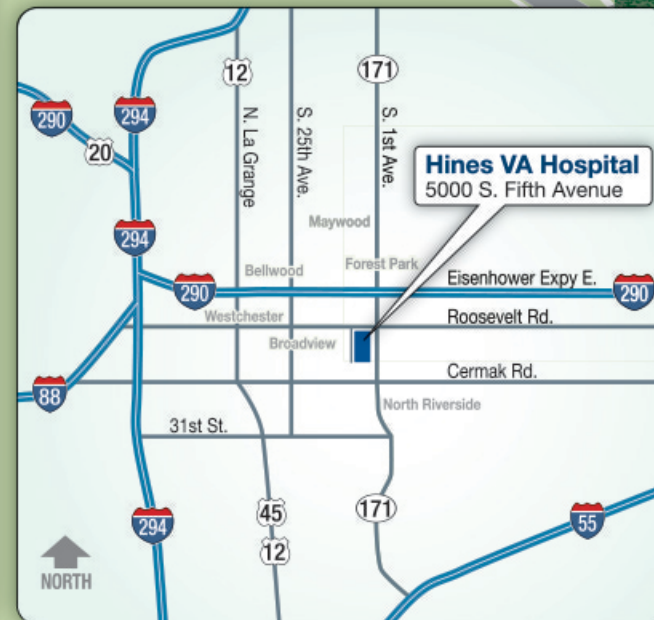 12
171
290
294
20
N. La Grange
S. 25th Ave.
S. 1st Ave.
Hines VA Hospital
5000 S. Fifth Avenue
Maywood
294
Forest Park
Bellwood
Eisenhower Expy E.
290
290
Westchester
Roosevelt Rd.
Broadview
Cermak Rd.
88
North Riverside
31st St.
45
171
294
55
12
NORTH